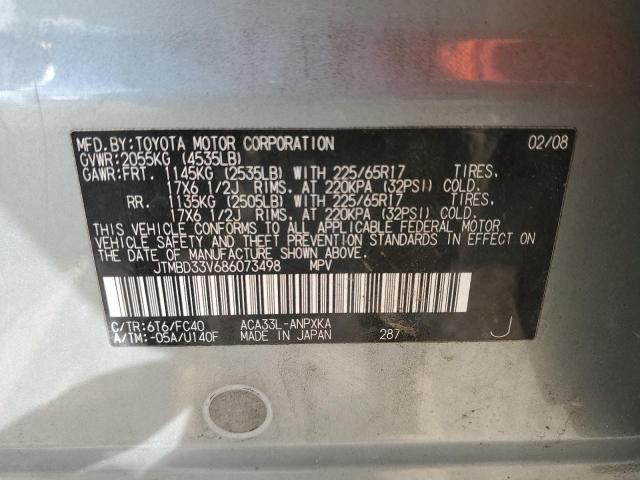 MFD. BY: TOYOTA MOTOR CORPORATION 02/08
GVWR: 2055KG (4535LB)
GAWR: FRT. 1145KG (2535LB) WITH 225/65R17 TIRES,
17X6 1/2J RIMS, AT 220KPA (32PSI) COLD.
RR. 1135KG (2505LB) WITH 225/65R17 TIRES,
17X6 1/2J RIMS, AT 220KPA (32PSI) COLD.
THIS VEHICLE CONFORMS TO ALL APPLICABLE FEDERAL MOTOR
VEHICLE SAFETY AND THEFT PREVENTION STANDARDS IN EFFECT ON
THE DATE OF MANUFACTURE SHOWN ABOVE.
JTMBD33V686073498 MPV
C/TR: 6T6/FC40 ACA33L-ANPXKA
A/TM: -05A/U140F MADE IN JAPAN 287 J